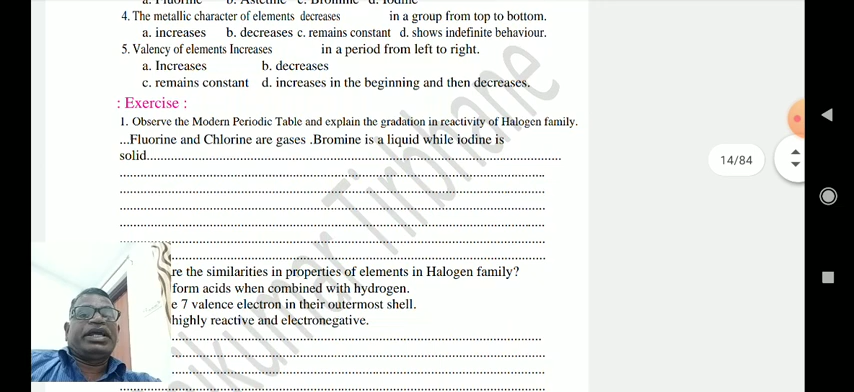 4. The metallic character of elements decreases in a group from top to bottom.
a. increases b. decreases c. remains constant d. shows indefinite behaviour.
5. Valency of elements Increases in a period from left to right.
a. Increases b. decreases
c. remains constant d. increases in the beginning and then decreases.
: Exercise :
1. Observe the Modern Periodic Table and explain the gradation in reactivity of Halogen family.
...Fluorine and Chlorine are gases .Bromine is a liquid while iodine is
solid
14/84
re the similarities in properties of elements in Halogen family?
form acids when combined with hydrogen.
e 7 valence electron in their outermost shell.
highly reactive and electronegative.
ikumar Tirbhane